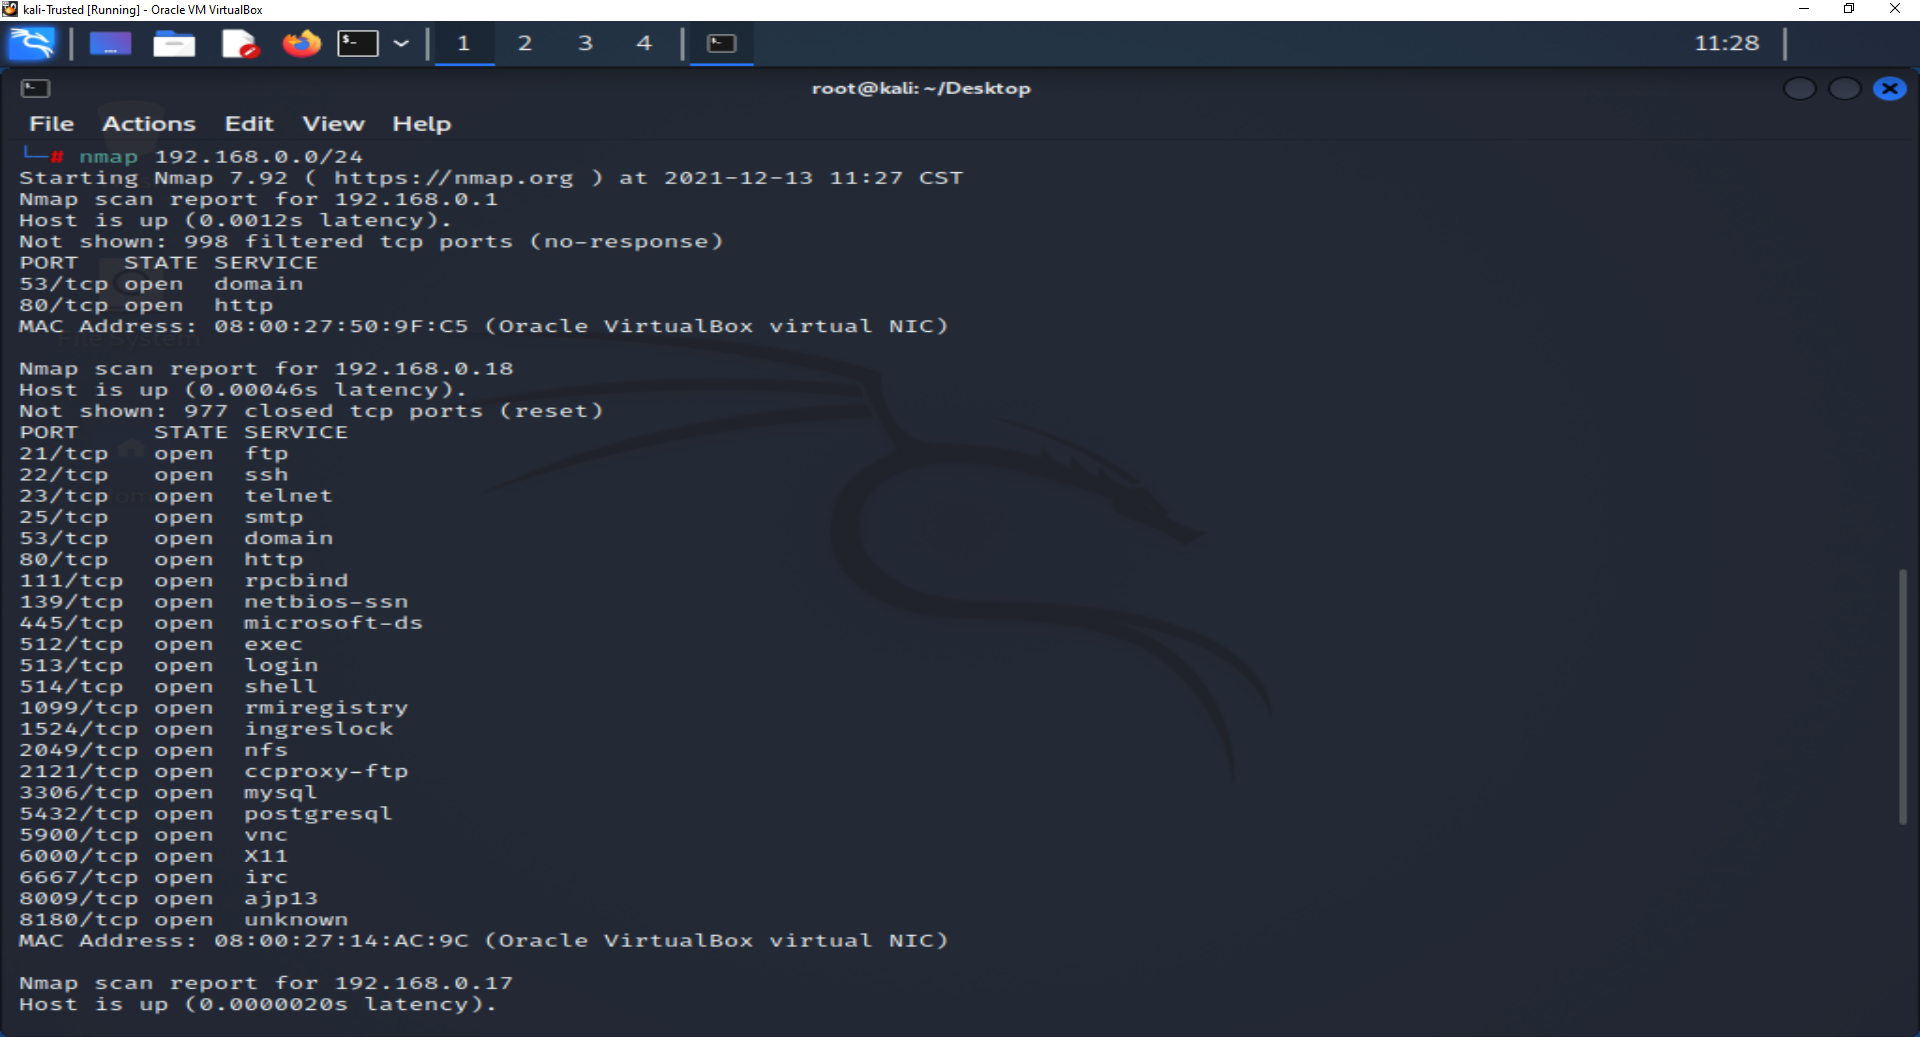 kali-Trusted [Running] - Oracle VM VirtualBox
1 2 3 4 11:28
root@kali: ~/Desktop
File Actions Edit View Help
└─# nmap 192.168.0.0/24
Starting Nmap 7.92 ( https://nmap.org ) at 2021-12-13 11:27 CST
Nmap scan report for 192.168.0.1
Host is up (0.0012s latency).
Not shown: 998 filtered tcp ports (no-response)
PORT   STATE SERVICE
53/tcp open  domain
80/tcp open  http
MAC Address: 08:00:27:50:9F:C5 (Oracle VirtualBox virtual NIC)
File System
Nmap scan report for 192.168.0.18
Host is up (0.00046s latency).
Not shown: 977 closed tcp ports (reset)
PORT     STATE SERVICE
21/tcp   open  ftp
22/tcp   open  ssh
23/tcp   open  telnet
25/tcp   open  smtp
53/tcp   open  domain
80/tcp   open  http
111/tcp  open  rpcbind
139/tcp  open  netbios-ssn
445/tcp  open  microsoft-ds
512/tcp  open  exec
513/tcp  open  login
514/tcp  open  shell
1099/tcp open  rmiregistry
1524/tcp open  ingreslock
2049/tcp open  nfs
2121/tcp open  ccproxy-ftp
3306/tcp open  mysql
5432/tcp open  postgresql
5900/tcp open  vnc
6000/tcp open  X11
6667/tcp open  irc
8009/tcp open  ajp13
8180/tcp open  unknown
MAC Address: 08:00:27:14:AC:9C (Oracle VirtualBox virtual NIC)
Nmap scan report for 192.168.0.17
Host is up (0.0000020s latency).